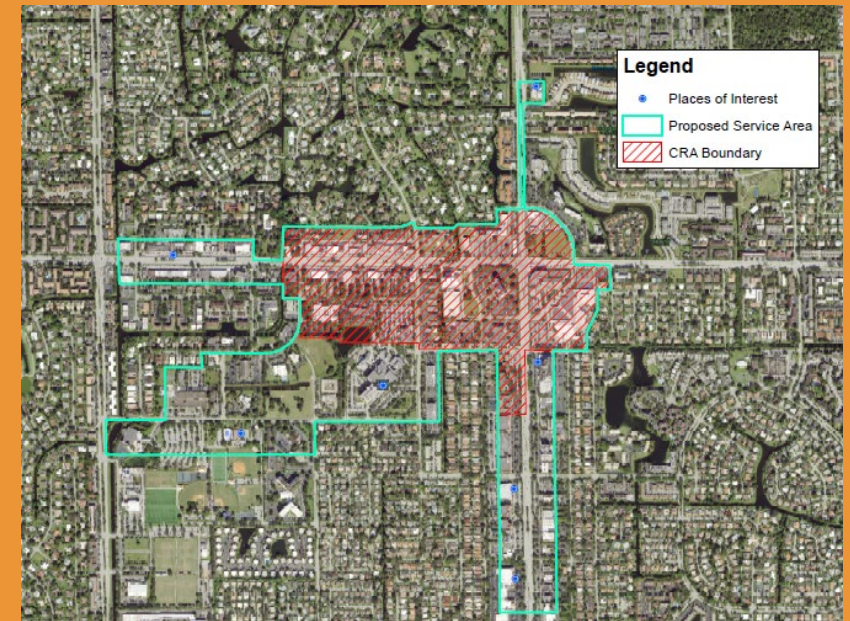 Legend
Places of Interest
Proposed Service Area
CRA Boundary